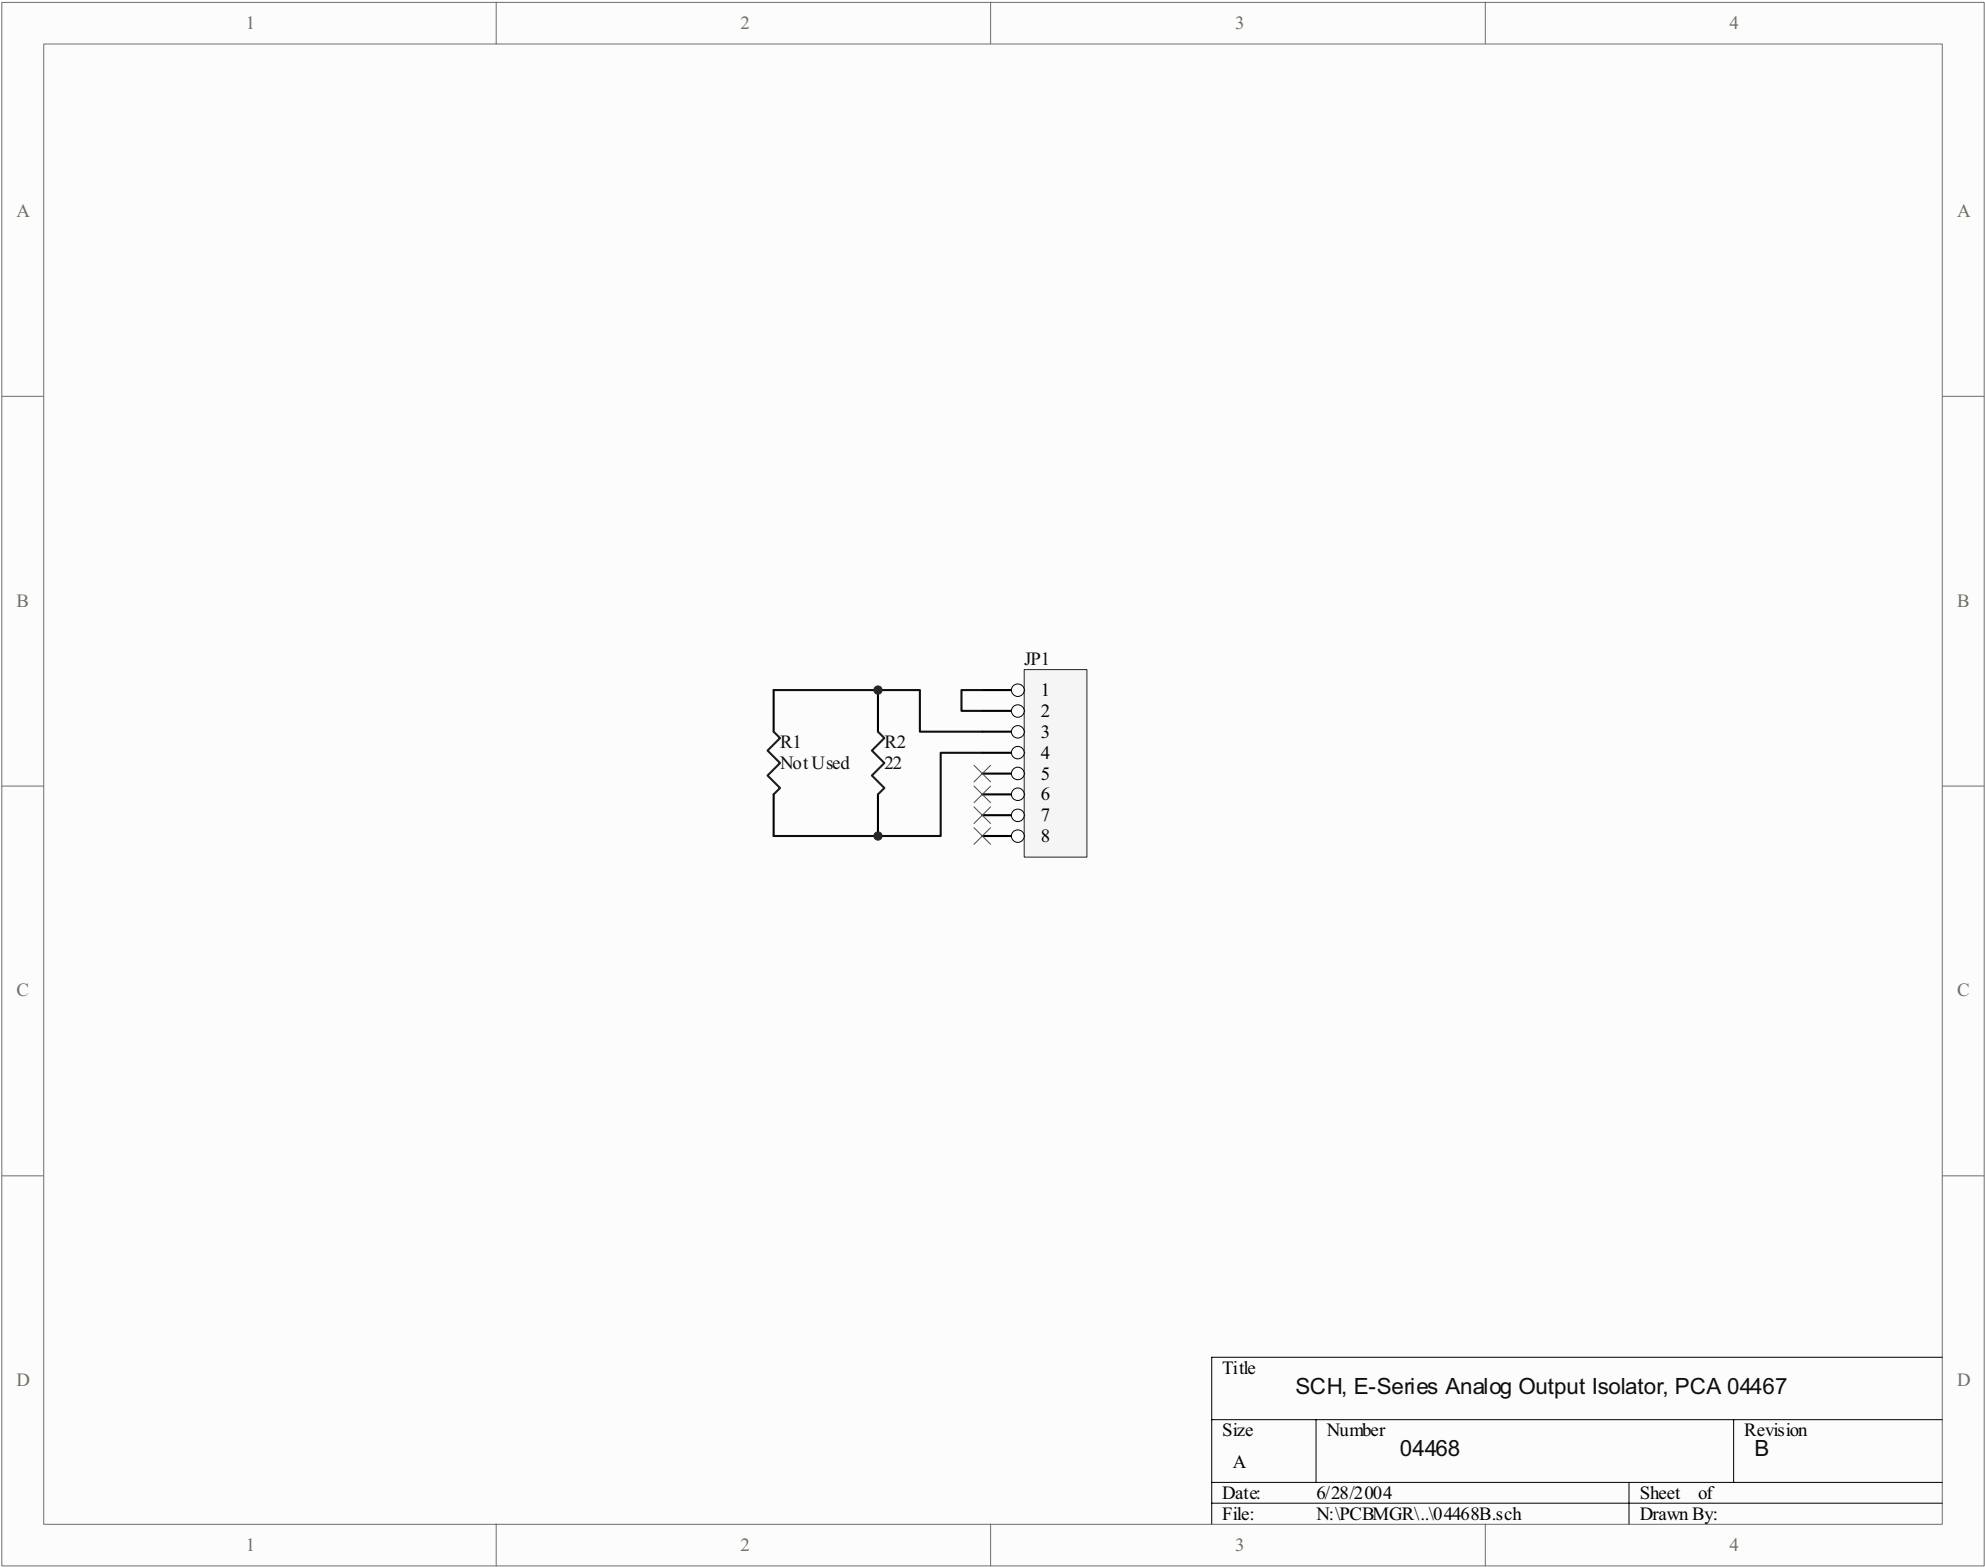 1 2 3 4
A A
B B
JP1
1
2
3
R1 R2 4
Not Used 22 5
6
7
8
C C
D D
Title
SCH, E-Series Analog Output Isolator, PCA 04467
Size Number Revision
A 04468 B
Date: 6/28/2004 Sheet of
File: N:\PCBMGR\..\04468B.sch Drawn By:
1 2 3 4